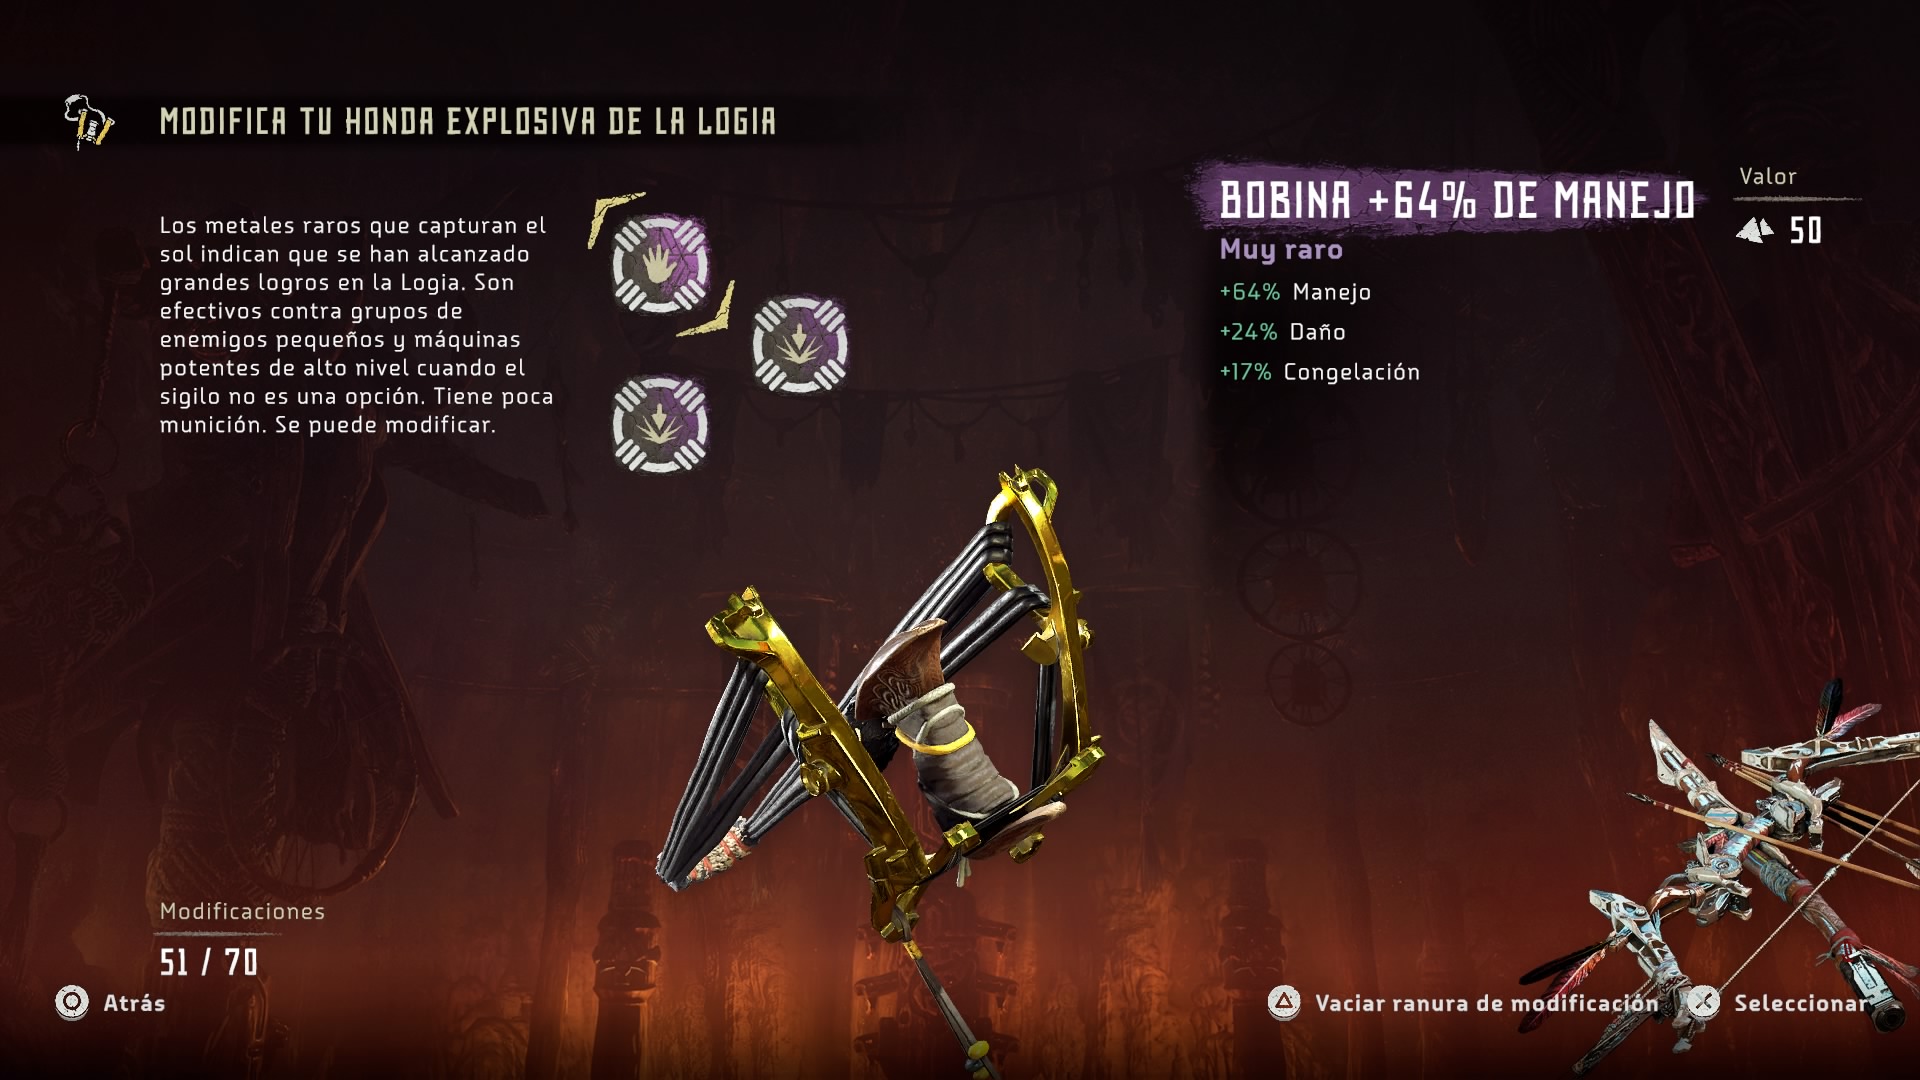 MODIFICA TU HONDA EXPLOSIVA DE LA LOGIA
Los metales raros que capturan el
sol indican que se han alcanzado
grandes logros en la Logia. Son
efectivos contra grupos de
enemigos pequeños y máquinas
potentes de alto nivel cuando el
sigilo no es una opción. Tiene poca
munición. Se puede modificar.
BOBINA +64% DE MANEJO
Muy raro
+64% Manejo
+24% Daño
+17% Congelación
Valor
50
Modificaciones
51 / 70
Atrás
Vaciar ranura de modificación
Seleccionar